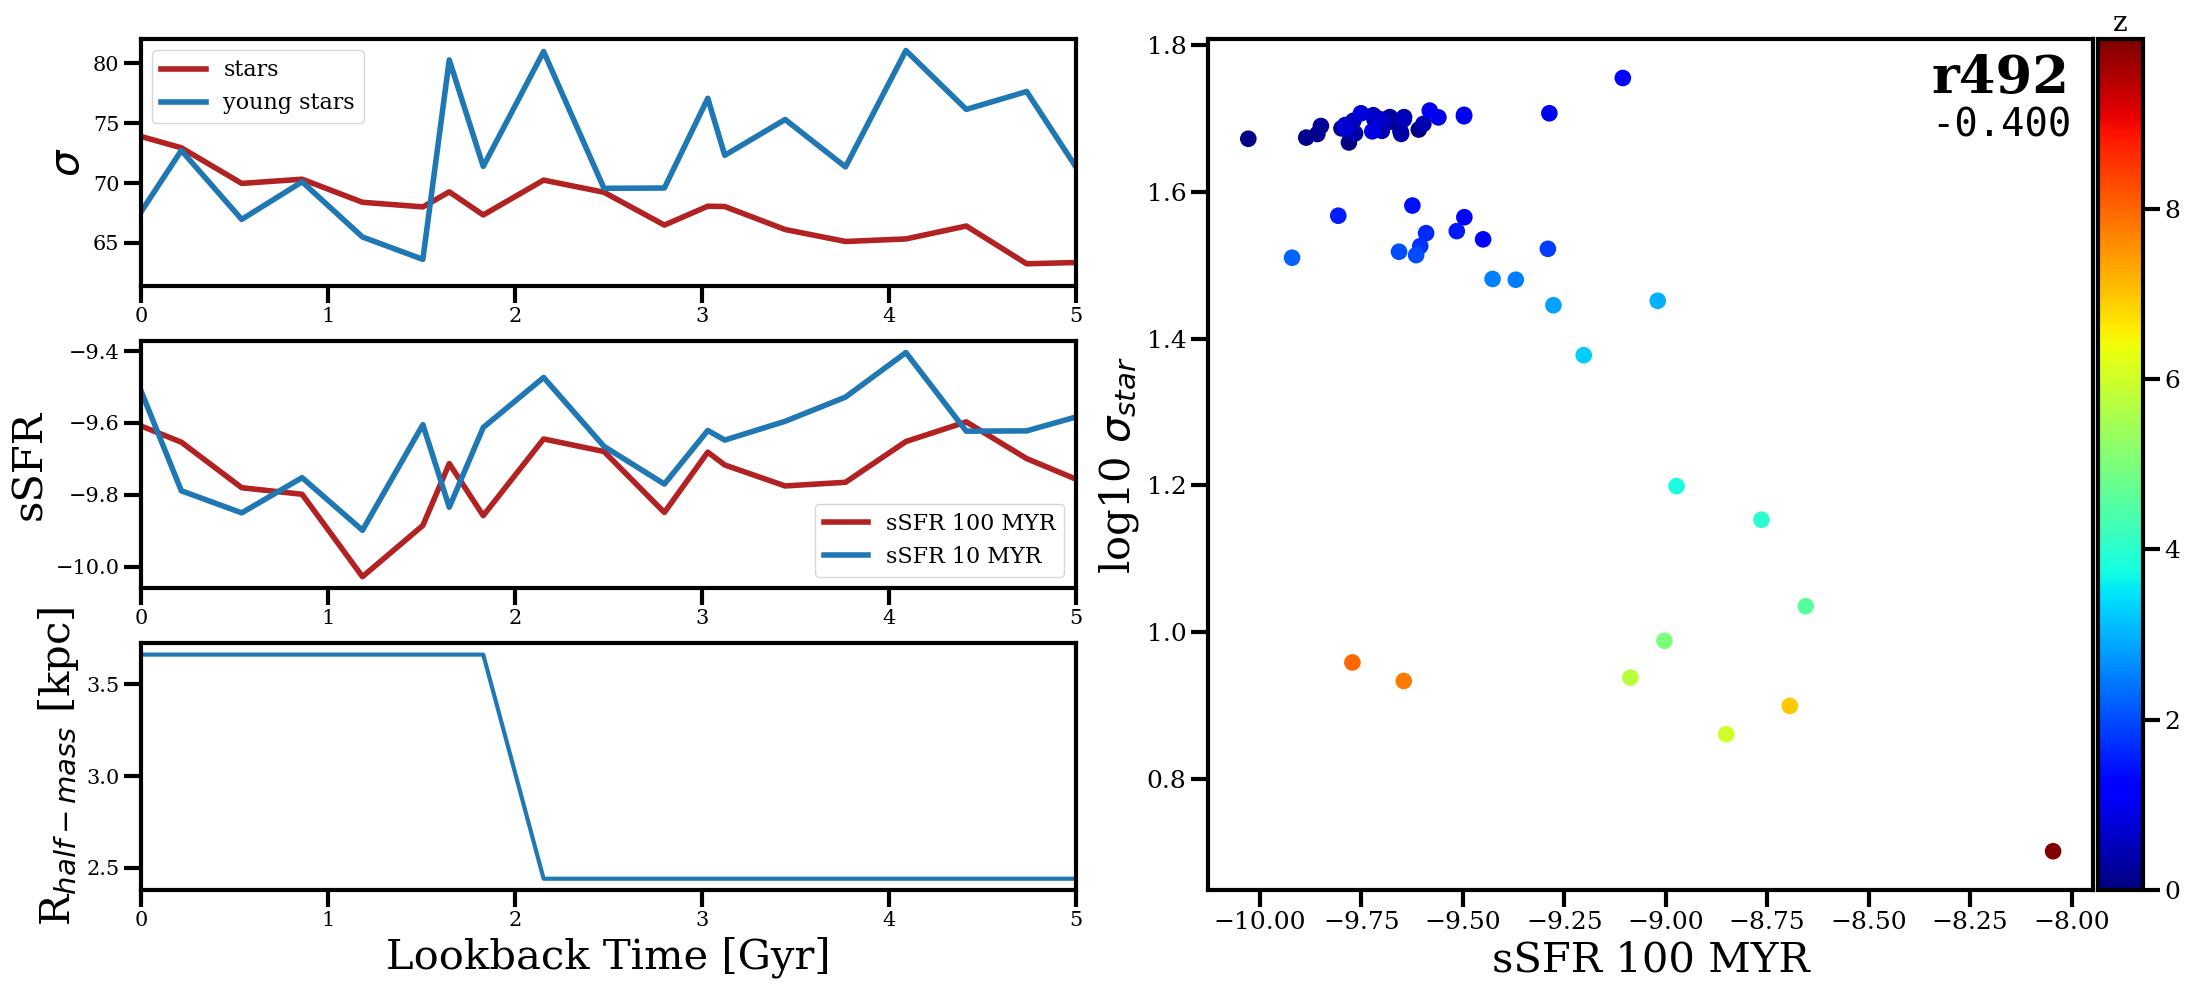 σ
80
75
70
65
stars
young stars
0 1 2 3 4 5
sSFR
−9.4
−9.6
−9.8
−10.0
sSFR 100 MYR
sSFR 10 MYR
0 1 2 3 4 5
R_{half−mass} [kpc]
3.5
3.0
2.5
0 1 2 3 4 5
Lookback Time [Gyr]
log10 σ_{star}
1.8
1.6
1.4
1.2
1.0
0.8
r492
-0.400
−10.00 −9.75 −9.50 −9.25 −9.00 −8.75 −8.50 −8.25 −8.00
sSFR 100 MYR
z
8
6
4
2
0